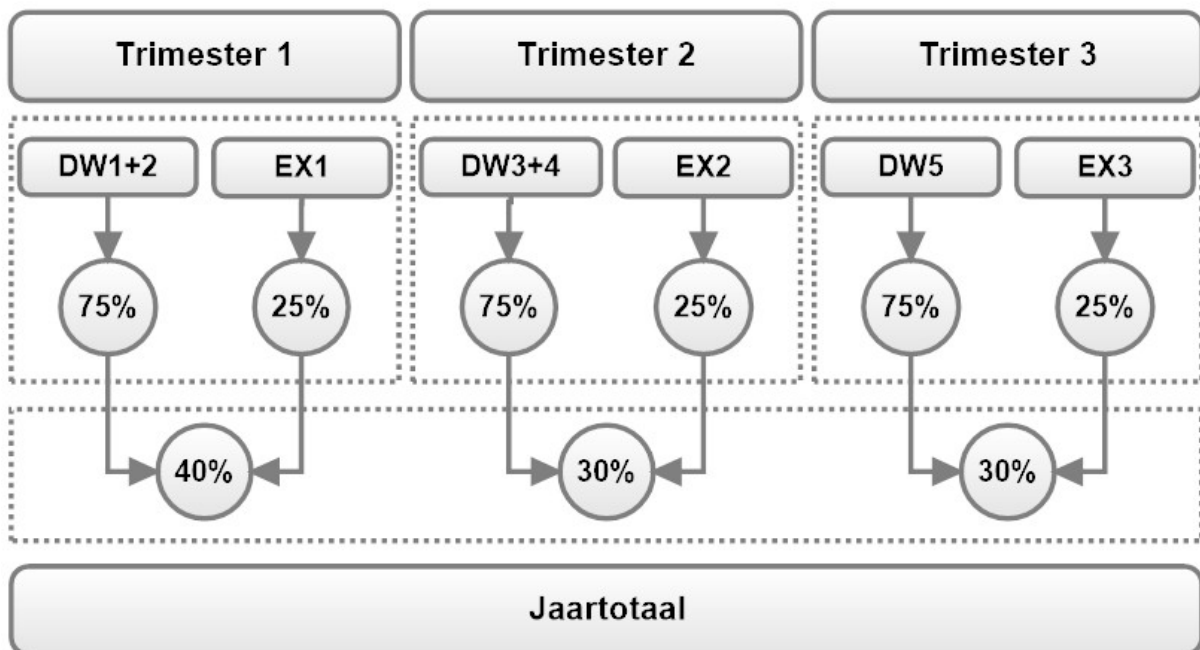 Trimester 1
Trimester 2
Trimester 3
DW1+2
EX1
DW3+4
EX2
DW5
EX3
75%
25%
75%
25%
75%
25%
40%
30%
30%
Jaartotaal